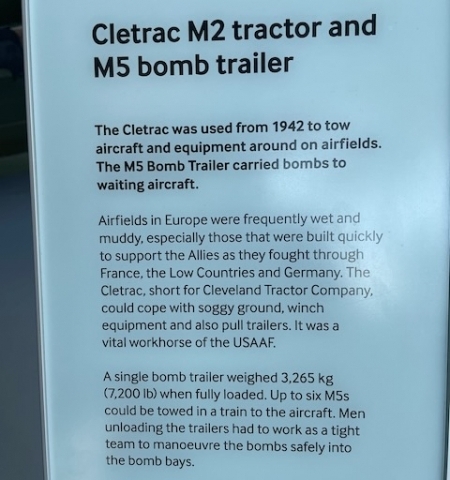 Cletrac M2 tractor and
M5 bomb trailer
The Cletrac was used from 1942 to tow
aircraft and equipment around on airfields.
The M5 Bomb Trailer carried bombs to
waiting aircraft.
Airfields in Europe were frequently wet and
muddy, especially those that were built quickly
to support the Allies as they fought through
France, the Low Countries and Germany. The
Cletrac, short for Cleveland Tractor Company,
could cope with soggy ground, winch
equipment and also pull trailers. It was a
vital workhorse of the USAAF.
A single bomb trailer weighed 3,265 kg
(7,200 lb) when fully loaded. Up to six M5s
could be towed in a train to the aircraft. Men
unloading the trailers had to work as a tight
team to manoeuvre the bombs safely into
the bomb bays.